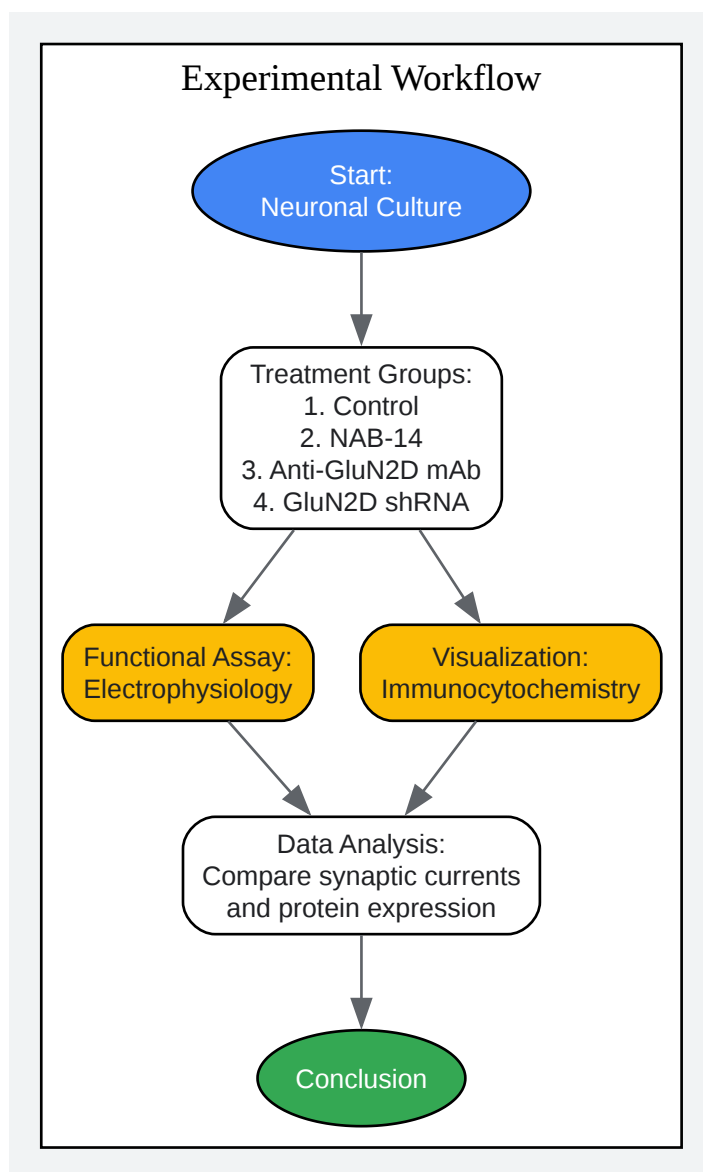 Experimental Workflow
Start:
Neuronal Culture
Treatment Groups:
1. Control
2. NAB-14
3. Anti-GluN2D mAb
4. GluN2D shRNA
Functional Assay:
Electrophysiology
Visualization:
Immunocytochemistry
Data Analysis:
Compare synaptic currents
and protein expression
Conclusion